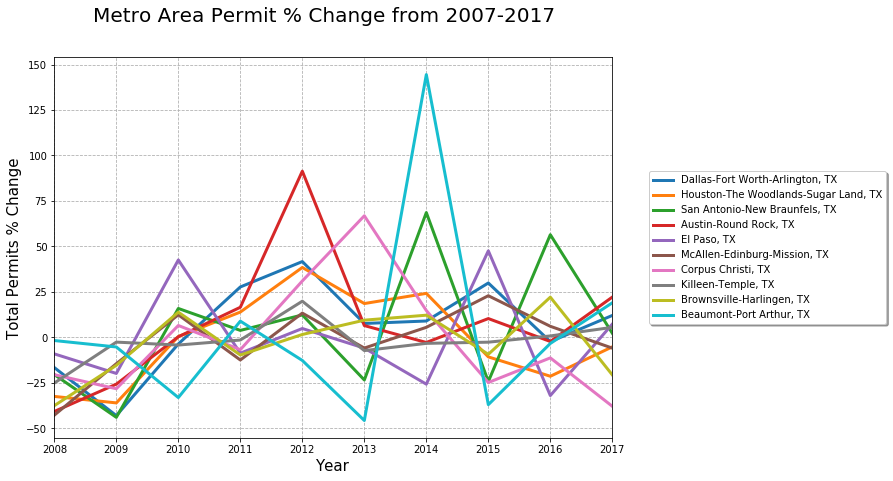 Metro Area Permit % Change from 2007-2017
Total Permits % Change
150
125
100
75
50
25
0
−25
−50
2008 2009 2010 2011 2012 2013 2014 2015 2016 2017
Year
Dallas-Fort Worth-Arlington, TX
Houston-The Woodlands-Sugar Land, TX
San Antonio-New Braunfels, TX
Austin-Round Rock, TX
El Paso, TX
McAllen-Edinburg-Mission, TX
Corpus Christi, TX
Killeen-Temple, TX
Brownsville-Harlingen, TX
Beaumont-Port Arthur, TX